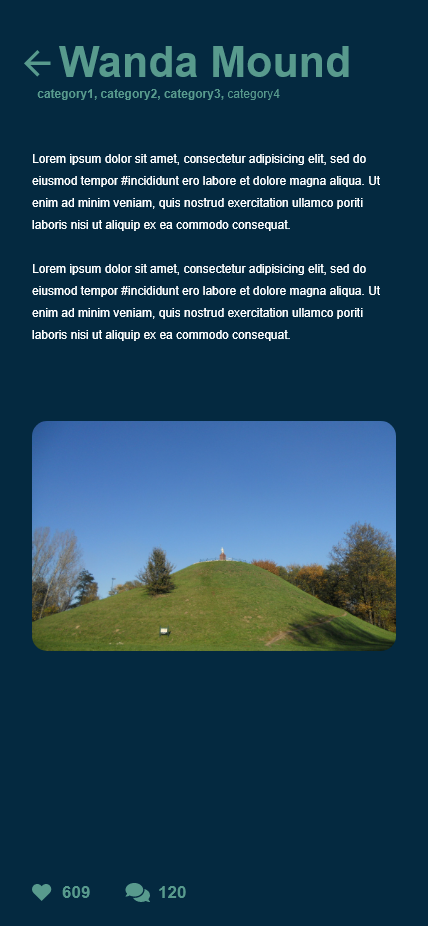 Wanda Mound
category1, category2, category3, category4
Lorem ipsum dolor sit amet, consectetur adipisicing elit, sed do
eiusmod tempor #incididunt ero labore et dolore magna aliqua. Ut
enim ad minim veniam, quis nostrud exercitation ullamco poriti
laboris nisi ut aliquip ex ea commodo consequat.
Lorem ipsum dolor sit amet, consectetur adipisicing elit, sed do
eiusmod tempor #incididunt ero labore et dolore magna aliqua. Ut
enim ad minim veniam, quis nostrud exercitation ullamco poriti
laboris nisi ut aliquip ex ea commodo consequat.
609 120